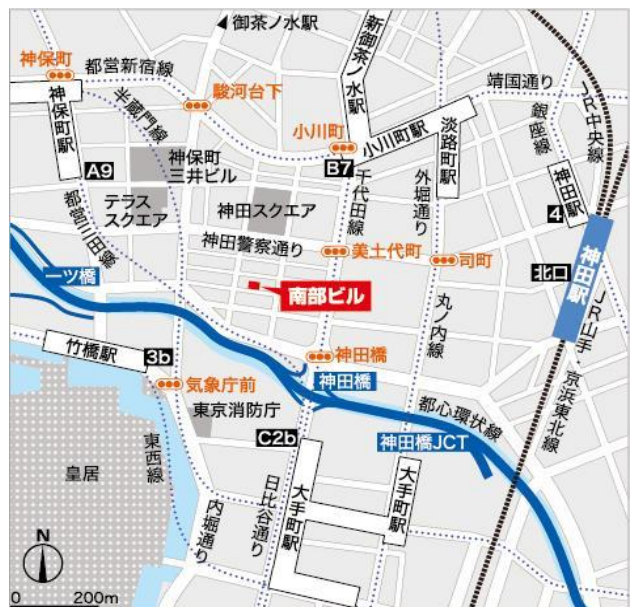 御茶ノ水駅
神保町
都営新宿線
新御茶ノ水駅
靖国通り
JR中央線
銀座線
神保町駅
半蔵門線
駿河台下
小川町
小川町駅
淡路町駅
A9
神保町
三井ビル
B7
千代田線
外堀通り
神田駅
4
テラス
スクエア
神田スクエア
都営三田線
神田警察通り
美土代町
司町
北口
神田駅
一ツ橋
南部ビル
丸ノ内線
JR山手・京浜東北線
竹橋駅
3b
神田橋
気象庁前
神田橋
東京消防庁
都心環状線
C2b
神田橋JCT
皇居
東西線
内堀通り
日比谷通り
大手町駅
大手町駅
N
0 200m